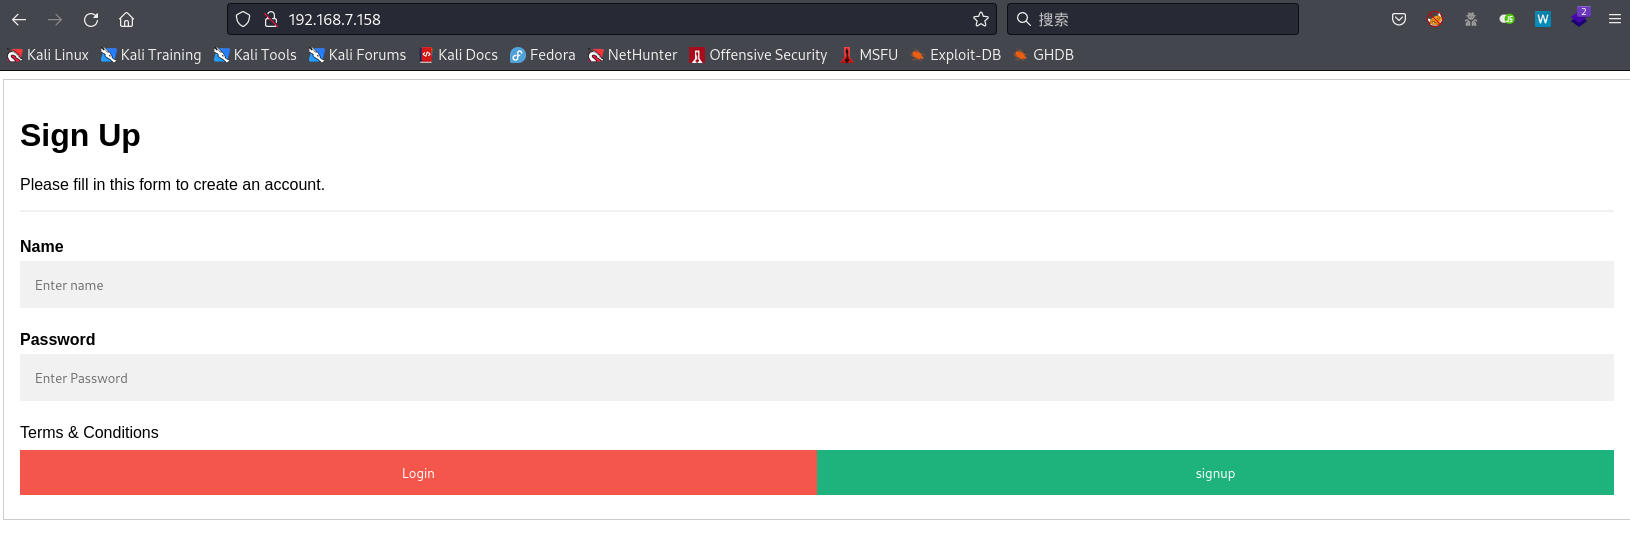 192.168.7.158
搜索
2
Kali Linux Kali Training Kali Tools Kali Forums Kali Docs Fedora NetHunter Offensive Security MSFU Exploit-DB GHDB
Sign Up
Please fill in this form to create an account.
Name
Enter name
Password
Enter Password
Terms & Conditions
Login signup